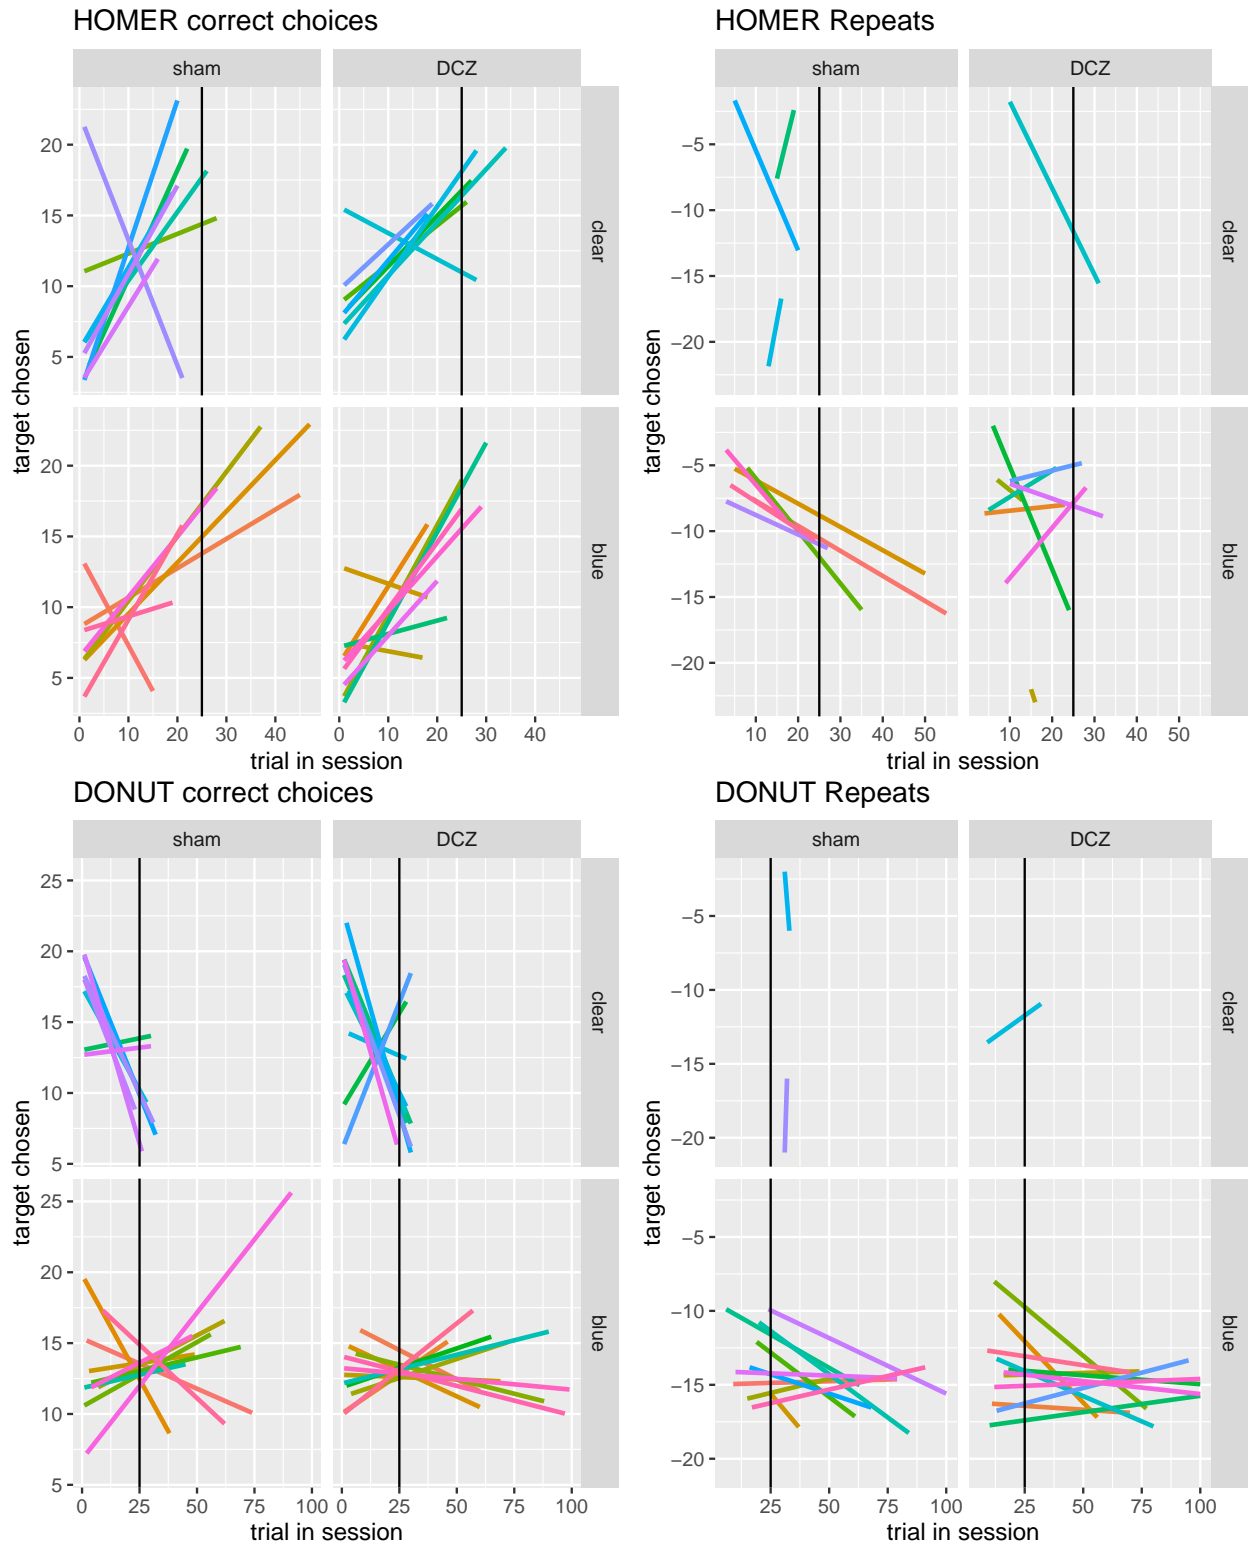 HOMER correct choices
sham
DCZ
20
15
10
5
clear
20
15
10
5
blue
target chosen
0 10 20 30 40
0 10 20 30 40
trial in session
HOMER Repeats
sham
DCZ
−5
−10
−15
−20
clear
−5
−10
−15
−20
blue
target chosen
10 20 30 40 50
10 20 30 40 50
trial in session
DONUT correct choices
sham
DCZ
25
20
15
10
5
clear
25
20
15
10
5
blue
target chosen
0 25 50 75 100
0 25 50 75 100
trial in session
DONUT Repeats
sham
DCZ
−5
−10
−15
−20
clear
−5
−10
−15
−20
blue
target chosen
25 50 75 100
25 50 75 100
trial in session